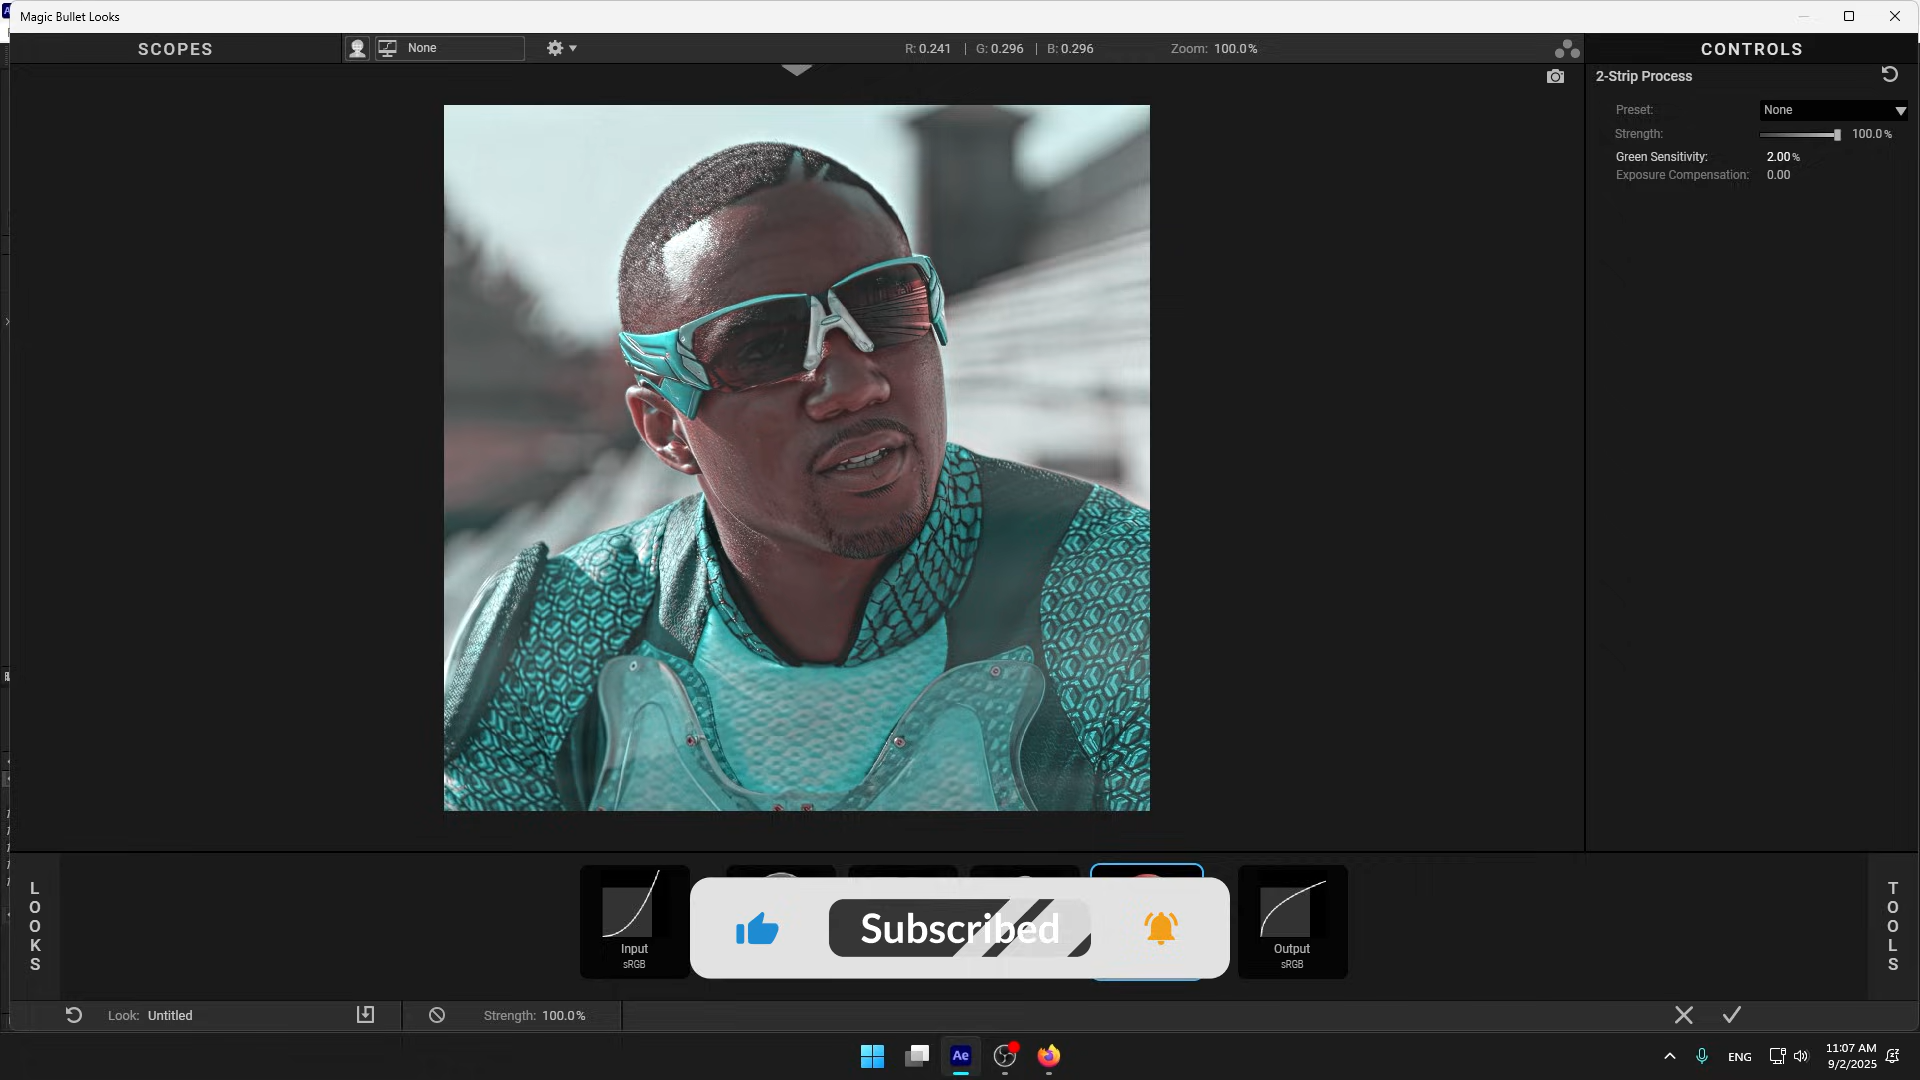 Magic Bullet Looks
SCOPES
None
R: 0.241 | G: 0.296 | B: 0.296
Zoom: 100.0%
CONTROLS
2-Strip Process
Preset: None
Strength: 100.0%
Green Sensitivity: 2.00%
Exposure Compensation: 0.00
LOOKS
Input
sRGB
Subscribed
Output
sRGB
TOOLS
Look: Untitled
Strength: 100.0%
Ae
ENG
11:07 AM
9/2/2025